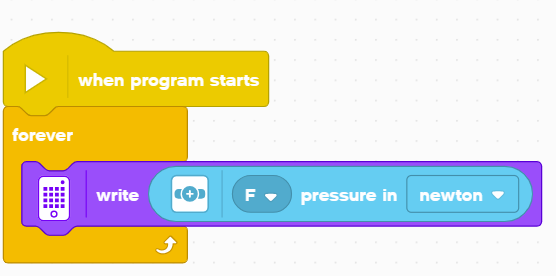 when program starts
forever
write F pressure in newton